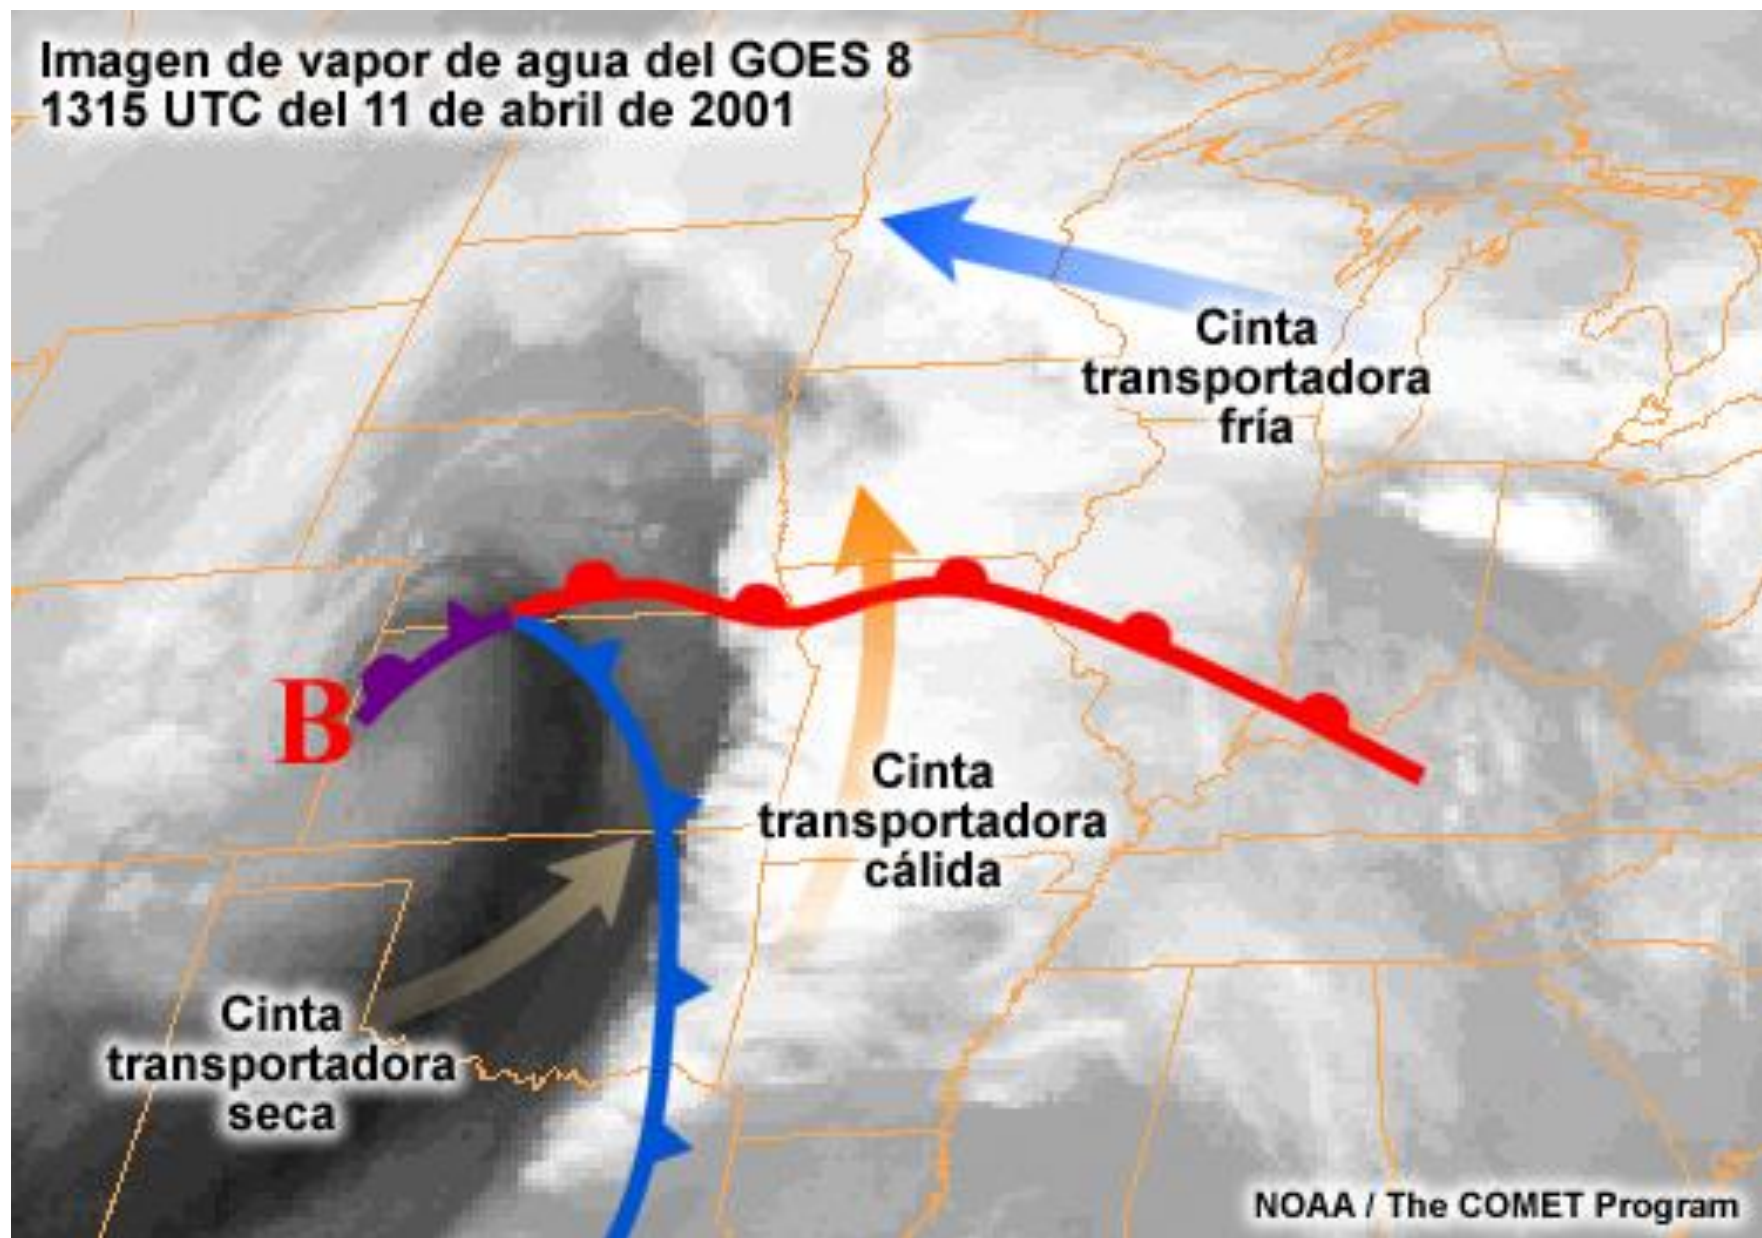 Imagen de vapor de agua del GOES 8
1315 UTC del 11 de abril de 2001
Cinta
transportadora
fría
B
Cinta
transportadora
cálida
Cinta
transportadora
seca
NOAA / The COMET Program